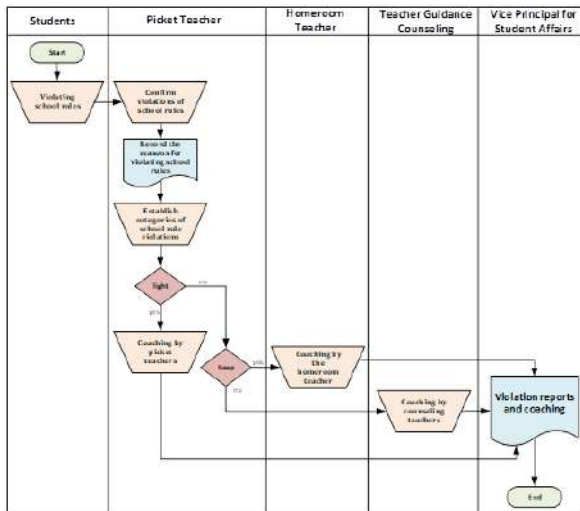 Students
Picket Teacher
Homeroom
Teacher
Teacher Guidance
Counseling
Vice Principal for
Student Affairs
Start
Violating
school rules
Confirm
violations of
school rules
Record the
reasons for
violating school
rules
Establish
categories of
school rule
violations
light
no
yes
Coaching by
picket
teachers
yes
no
Coaching by
the
homeroom
teacher
Coaching by
counseling
teachers
Violation reports
and coaching
End